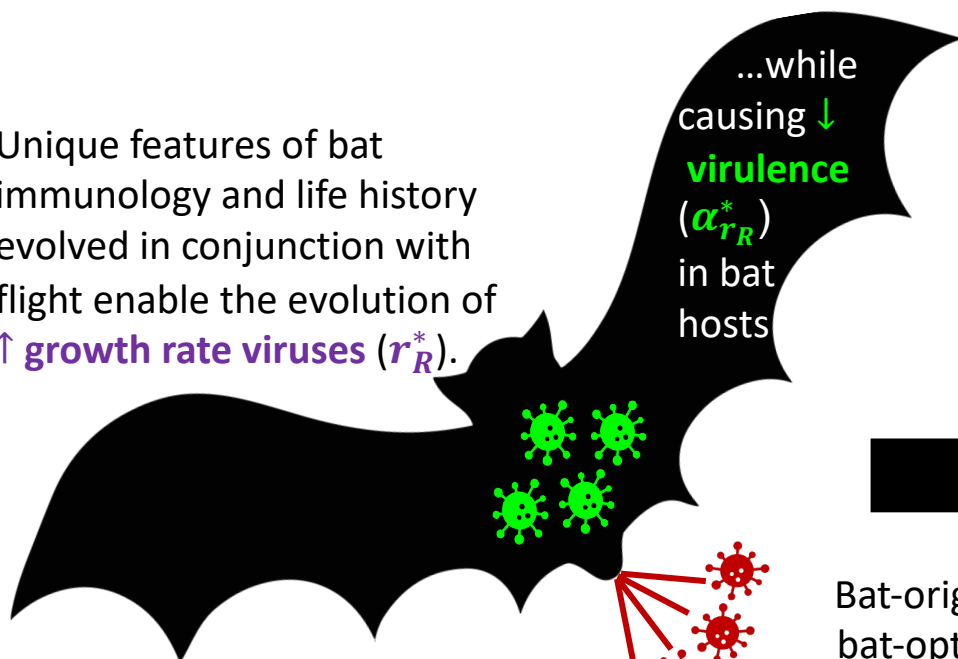 Unique features of bat
immunology and life history
evolved in conjunction with
flight enable the evolution of
↑ growth rate viruses (r*R).
…while
causing ↓
virulence
(α*rR)
in bat
hosts